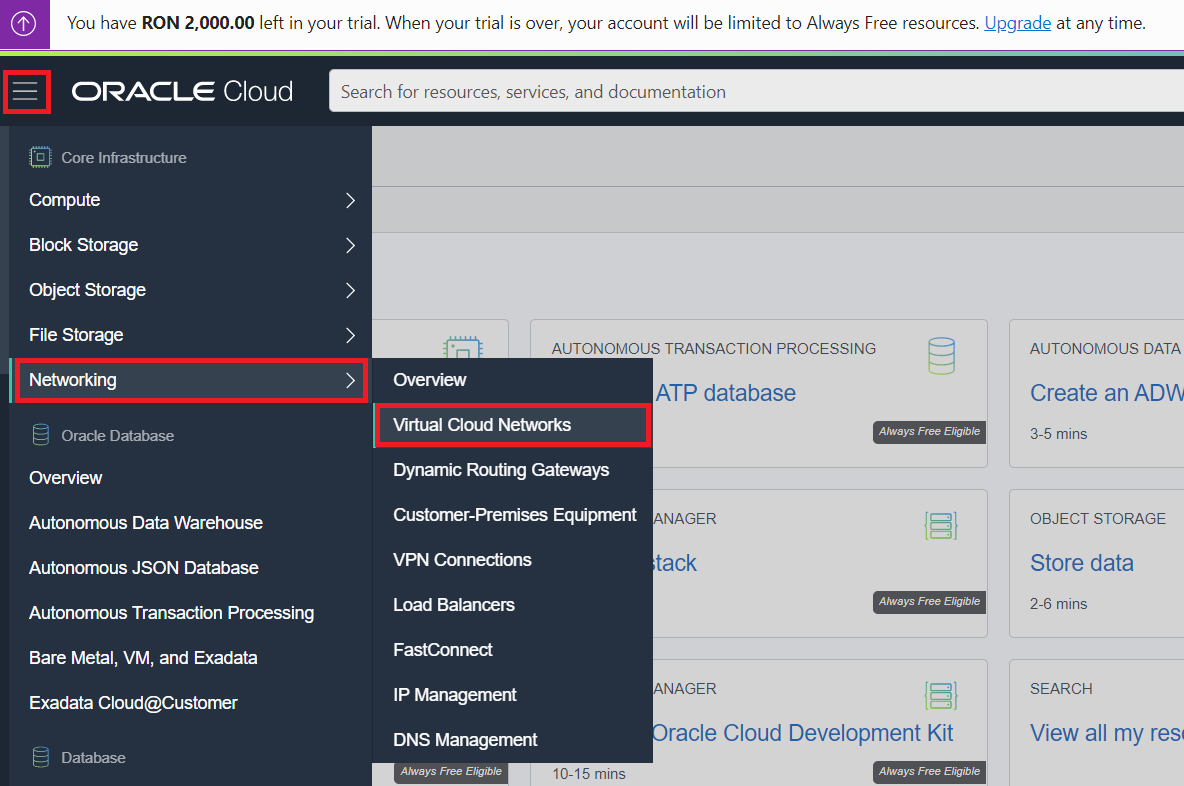 You have RON 2,000.00 left in your trial. When your trial is over, your account will be limited to Always Free resources. Upgrade at any time.
ORACLE Cloud
Search for resources, services, and documentation
Core Infrastructure
Compute
Block Storage
Object Storage
File Storage
Networking
Oracle Database
Overview
Autonomous Data Warehouse
Autonomous JSON Database
Autonomous Transaction Processing
Bare Metal, VM, and Exadata
Exadata Cloud@Customer
Database
Overview
Virtual Cloud Networks
Dynamic Routing Gateways
Customer-Premises Equipment
VPN Connections
Load Balancers
FastConnect
IP Management
DNS Management
Always Free Eligible
AUTONOMOUS TRANSACTION PROCESSING
ATP database
Always Free Eligible
AUTONOMOUS DATA
Create an ADW
3-5 mins
ANAGER
stack
Always Free Eligible
OBJECT STORAGE
Store data
2-6 mins
ANAGER
Oracle Cloud Development Kit
10-15 mins
Always Free Eligible
SEARCH
View all my reso